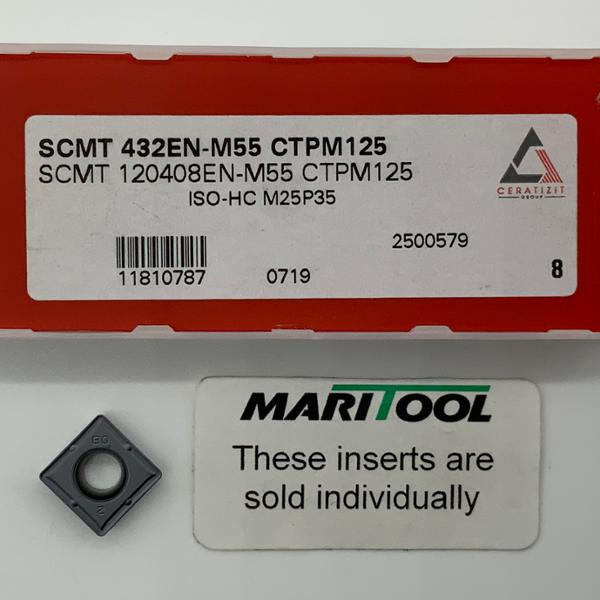 SCMT 432EN-M55 CTPM125
SCMT 120408EN-M55 CTPM125
ISO-HC M25P35
CERATIZIT
GROUP
2500579
11810787
0719
8
MARITOOL
These inserts are
sold individually